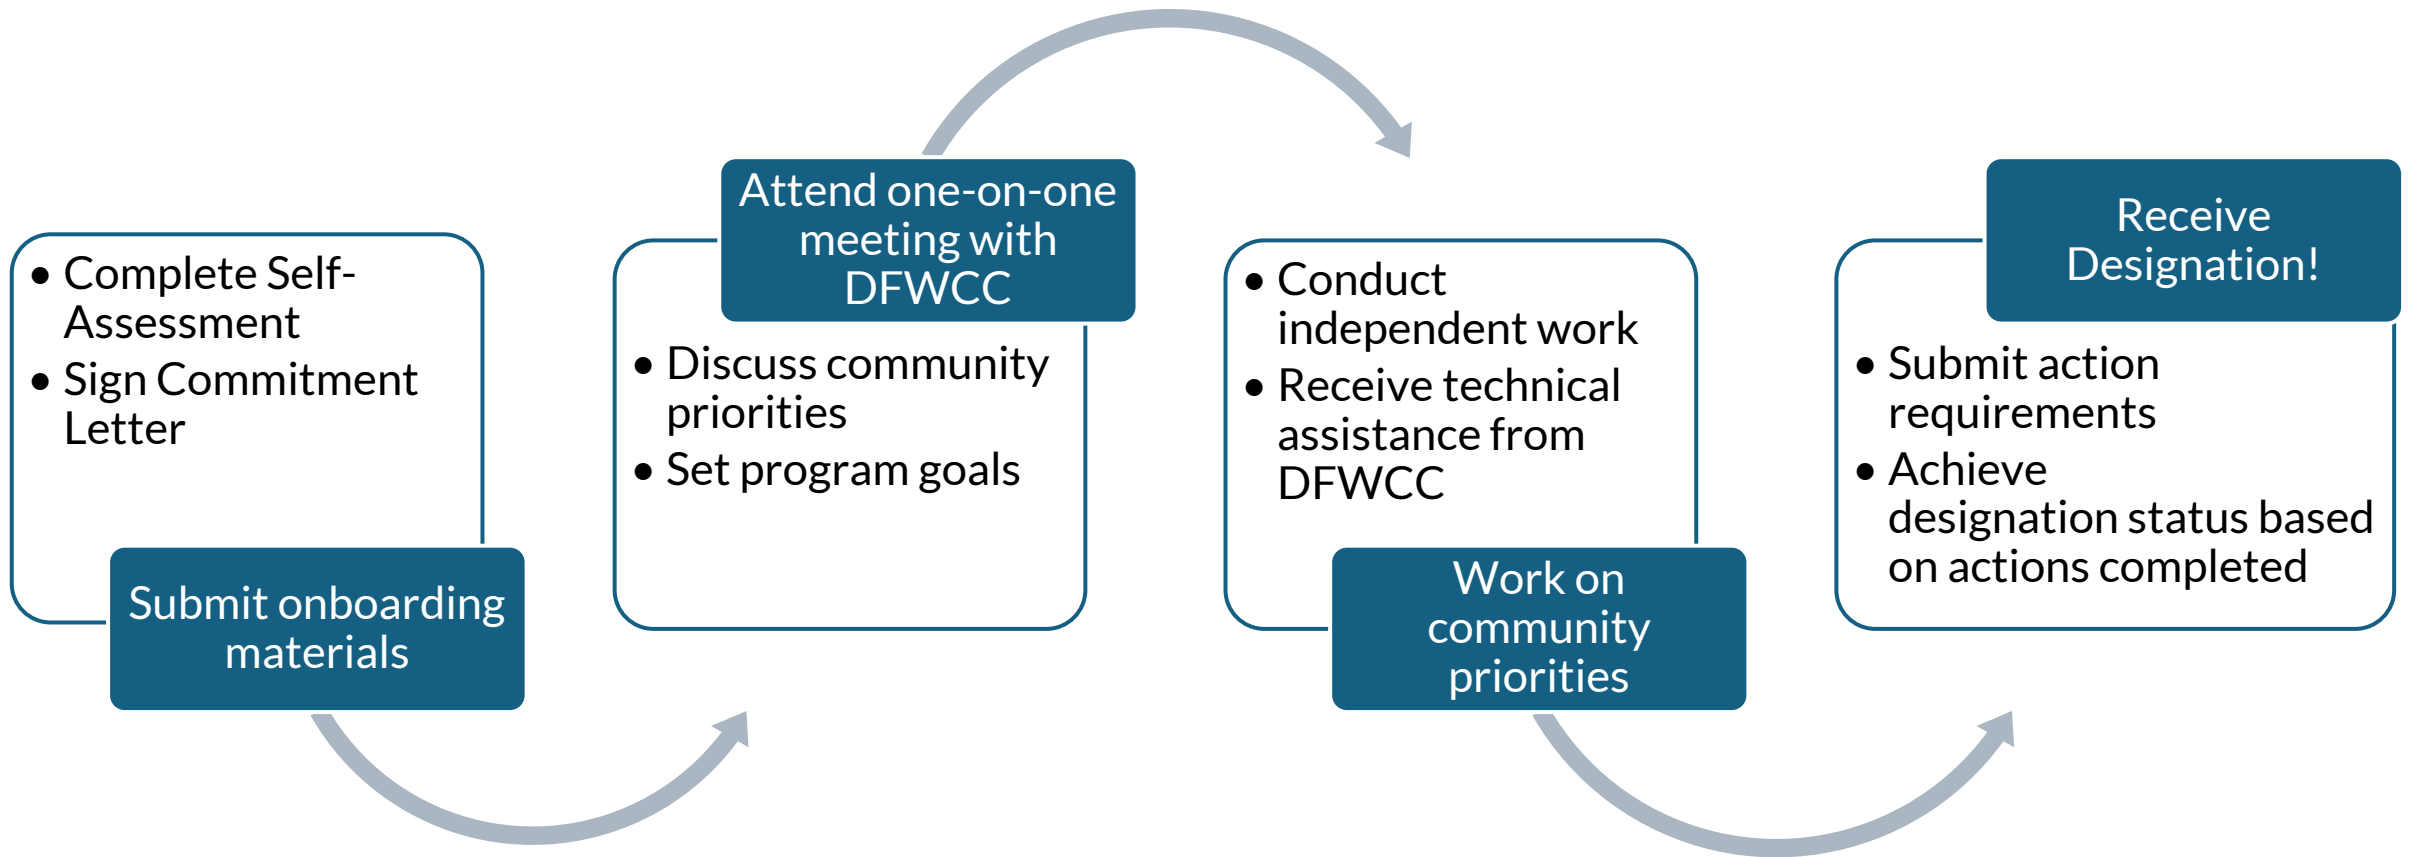 • Complete Self-
Assessment
• Sign Commitment
Letter
Submit onboarding
materials
Attend one-on-one
meeting with
DFWCC
• Discuss community
priorities
• Set program goals
• Conduct
independent work
• Receive technical
assistance from
DFWCC
Work on
community
priorities
Receive
Designation!
• Submit action
requirements
• Achieve
designation status based
on actions completed